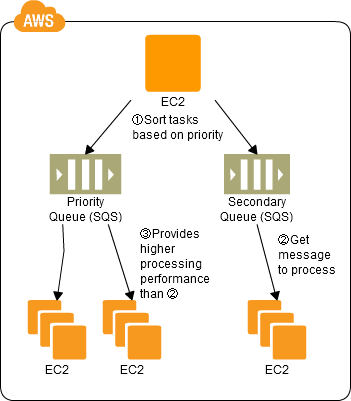 AWS
EC2
①Sort tasks
based on priority
Priority
Queue (SQS)
Secondary
Queue (SQS)
③Provides
higher
processing
performance
than ②
②Get
message
to process
EC2
EC2
EC2